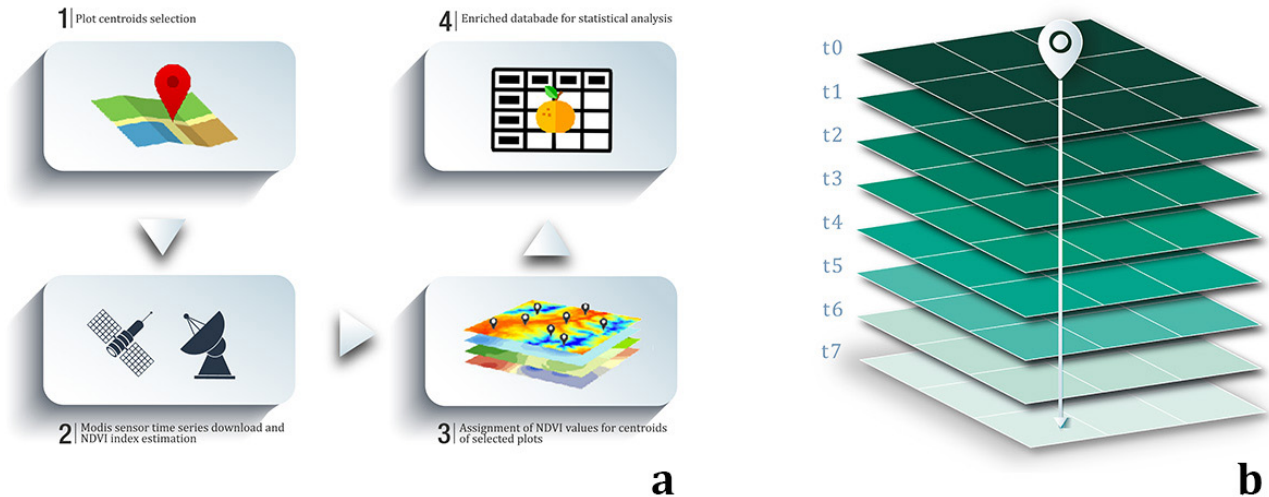 1 Plot centroids selection
4 Enriched databade for statistical analysis
2 Modis sensor time series download and
NDVI index estimation
3 Assignment of NDVI values for centroids
of selected plots
a
t0
t1
t2
t3
t4
t5
t6
t7
b